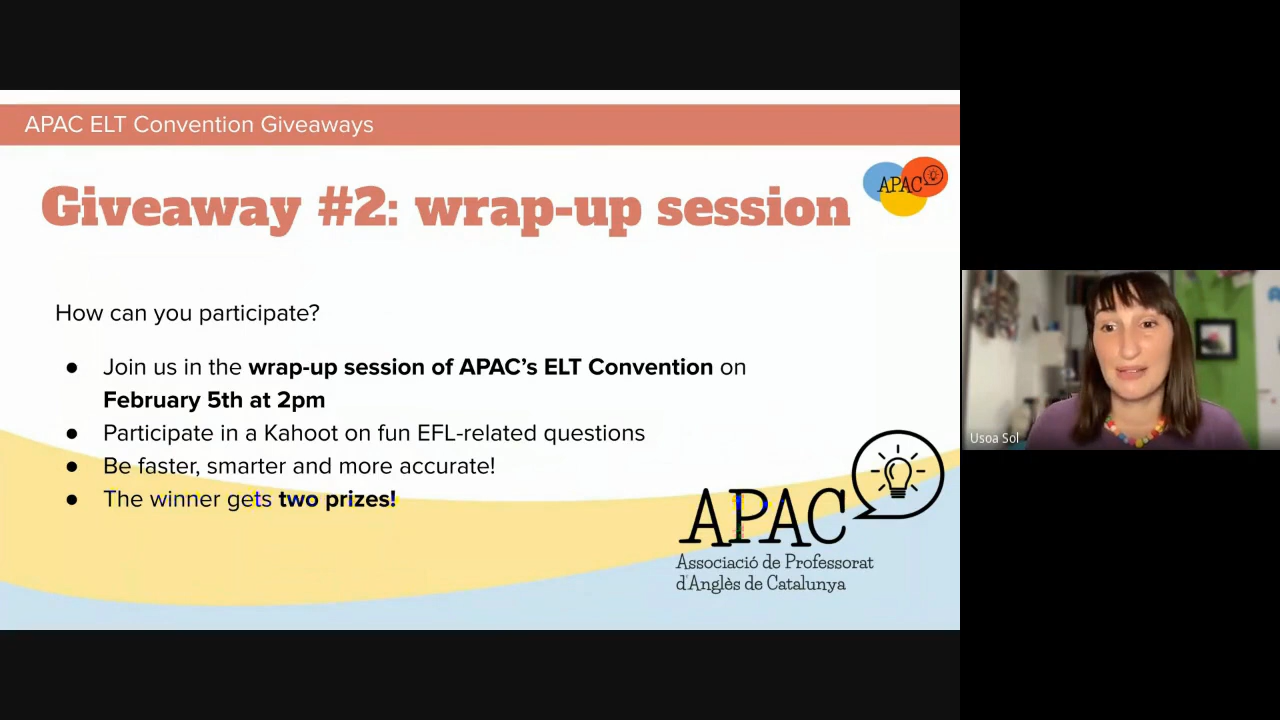 APAC ELT Convention Giveaways
Giveaway #2: wrap-up session
APAC
How can you participate?
● Join us in the wrap-up session of APAC’s ELT Convention on
February 5th at 2pm
● Participate in a Kahoot on fun EFL-related questions
● Be faster, smarter and more accurate!
● The winner gets two prizes!
APAC
Associació de Professorat
d'Anglès de Catalunya
Usoa Sol